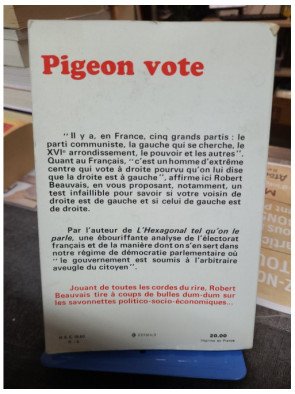 Pigeon vote
"Il y a, en France, cinq grands partis : le
parti communiste, la gauche qui se cherche, le
XVIe arrondissement, le pouvoir et les autres".
Quant au Français, "c'est un homme d'extrême
centre qui vote à droite pourvu qu'on lui dise
que la droite est à gauche", affirme ici Robert
Beauvais, en vous proposant, notamment, un
test infaillible pour savoir si votre voisin de
droite est de gauche et si celui de gauche est
de droite.
Par l'auteur de L'Hexagonal tel qu'on le
parle, une ébouriffante analyse de l'électorat
français et de la manière dont on s'en sert dans
notre régime de démocratie parlementaire où
"le gouvernement est soumis à l'arbitraire
aveugle du citoyen".
Jouant de toutes les cordes du rire, Robert
Beauvais tire à coups de bulles dum-dum sur
les savonnettes politico-socio-économiques...
20.00